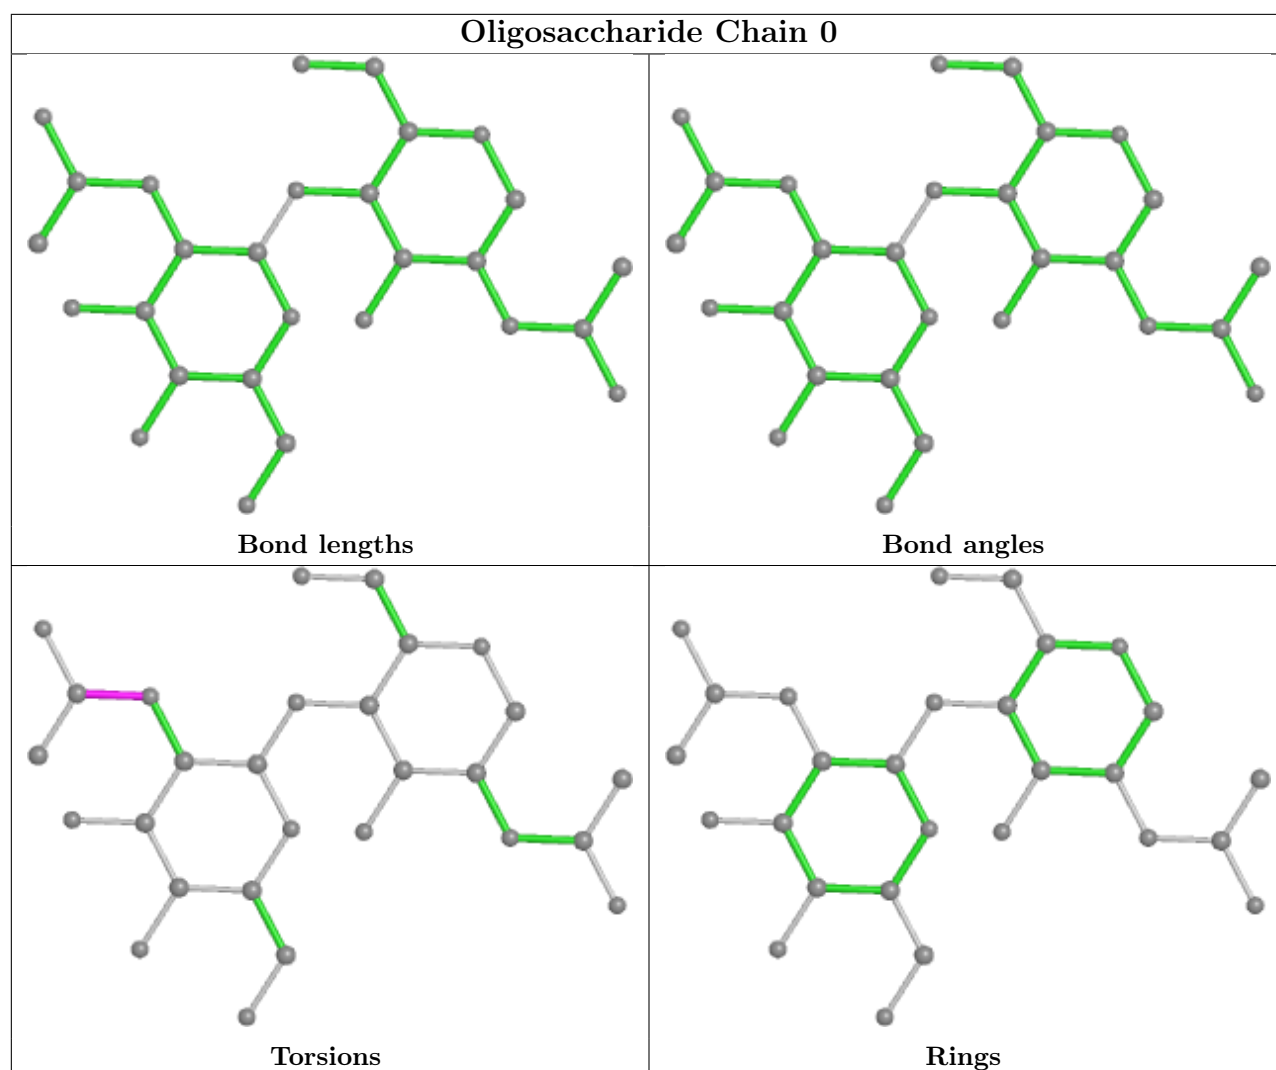 Oligosaccharide Chain 0
Bond lengths
Bond angles
Torsions
Rings